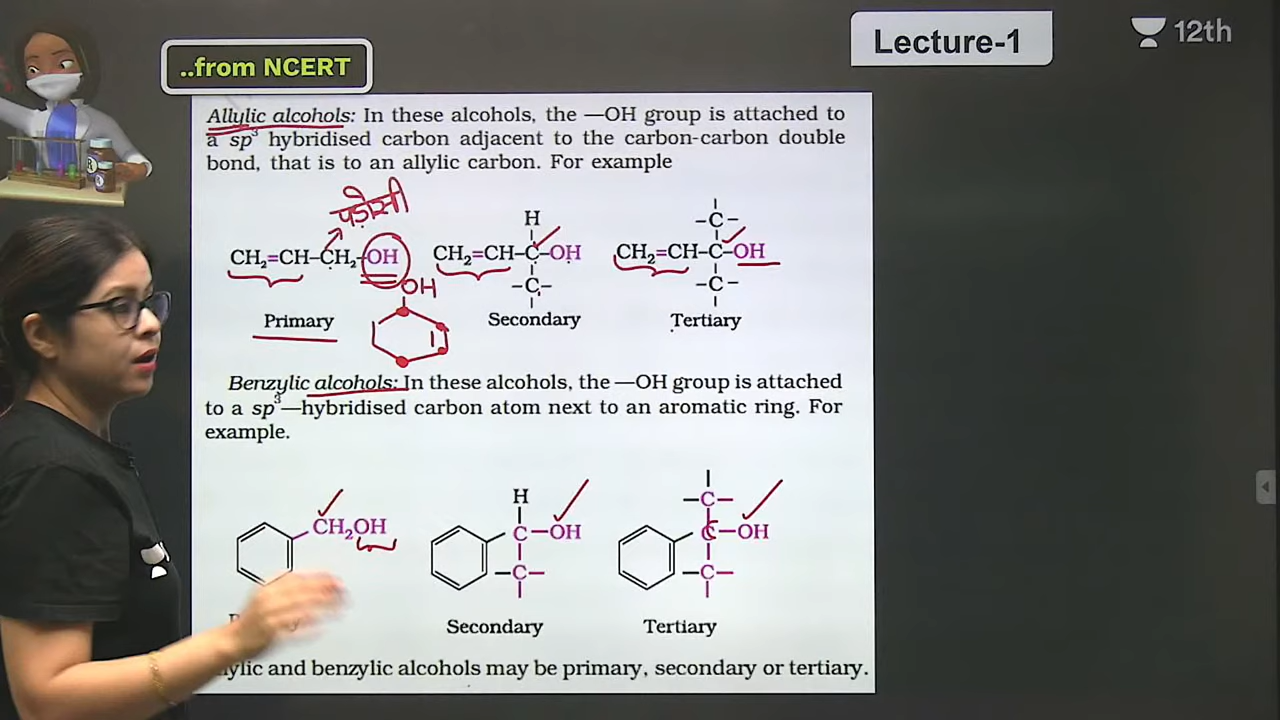 Lecture-1
12th
..from NCERT
Allylic alcohols: In these alcohols, the —OH group is attached to
a sp³ hybridised carbon adjacent to the carbon-carbon double
bond, that is to an allylic carbon. For example
पड़ोसी
CH₂=CH–CH₂–OH
H
CH₂=CH–C–OH
–C–
–C–
CH₂=CH–C–OH
–C–
OH
Primary
Secondary
Tertiary
Benzylic alcohols: In these alcohols, the —OH group is attached
to a sp³—hybridised carbon atom next to an aromatic ring. For
example.
CH₂OH
H
C–OH
–C–
–C–
C–OH
–C–
Secondary
Tertiary
and benzylic alcohols may be primary, secondary or tertiary.